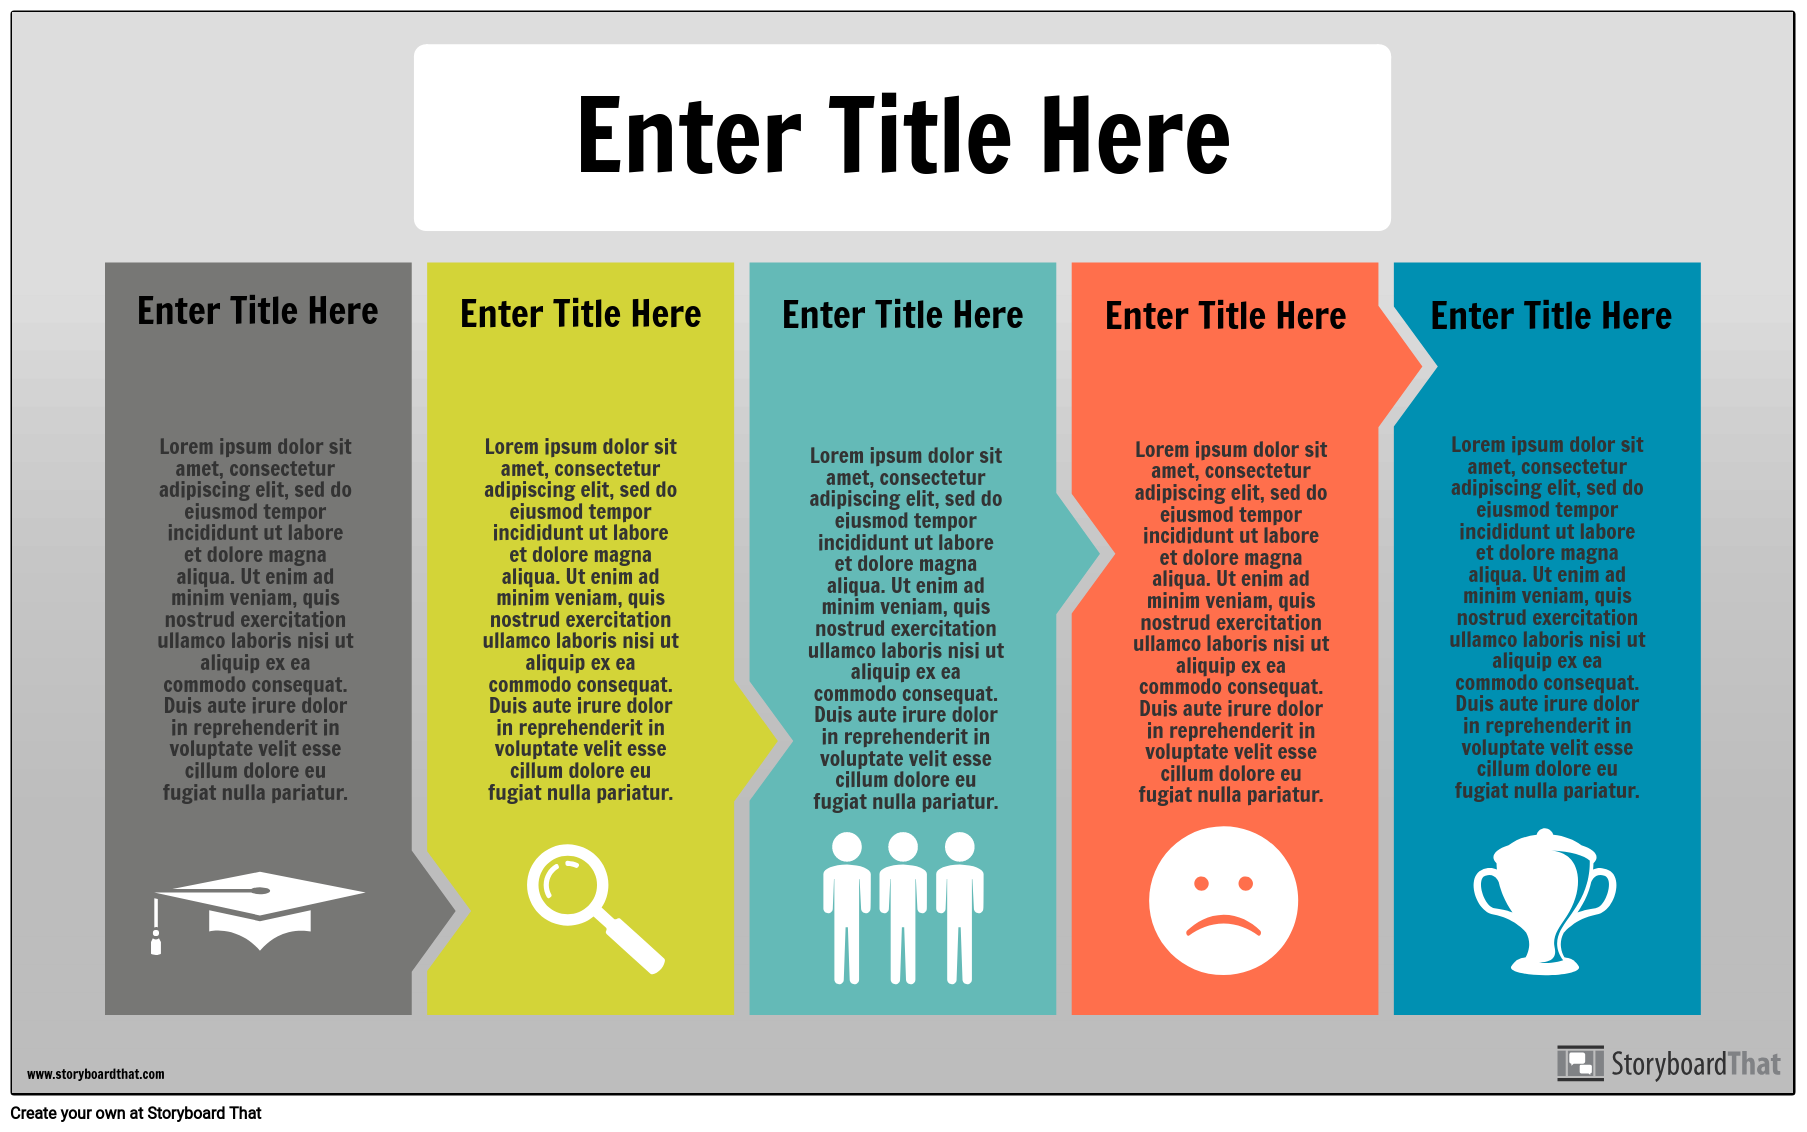 Enter Title Here
Enter Title Here
Lorem ipsum dolor sit
amet, consectetur
adipiscing elit, sed do
eiusmod tempor
incididunt ut labore
et dolore magna
aliqua. Ut enim ad
minim veniam, quis
nostrud exercitation
ullamco laboris nisi ut
aliquip ex ea
commodo consequat.
Duis aute irure dolor
in reprehenderit in
voluptate velit esse
cillum dolore eu
fugiat nulla pariatur.
Enter Title Here
Lorem ipsum dolor sit
amet, consectetur
adipiscing elit, sed do
eiusmod tempor
incididunt ut labore
et dolore magna
aliqua. Ut enim ad
minim veniam, quis
nostrud exercitation
ullamco laboris nisi ut
aliquip ex ea
commodo consequat.
Duis aute irure dolor
in reprehenderit in
voluptate velit esse
cillum dolore eu
fugiat nulla pariatur.
Enter Title Here
Lorem ipsum dolor sit
amet, consectetur
adipiscing elit, sed do
eiusmod tempor
incididunt ut labore
et dolore magna
aliqua. Ut enim ad
minim veniam, quis
nostrud exercitation
ullamco laboris nisi ut
aliquip ex ea
commodo consequat.
Duis aute irure dolor
in reprehenderit in
voluptate velit esse
cillum dolore eu
fugiat nulla pariatur.
Enter Title Here
Lorem ipsum dolor sit
amet, consectetur
adipiscing elit, sed do
eiusmod tempor
incididunt ut labore
et dolore magna
aliqua. Ut enim ad
minim veniam, quis
nostrud exercitation
ullamco laboris nisi ut
aliquip ex ea
commodo consequat.
Duis aute irure dolor
in reprehenderit in
voluptate velit esse
cillum dolore eu
fugiat nulla pariatur.
Enter Title Here
Lorem ipsum dolor sit
amet, consectetur
adipiscing elit, sed do
eiusmod tempor
incididunt ut labore
et dolore magna
aliqua. Ut enim ad
minim veniam, quis
nostrud exercitation
ullamco laboris nisi ut
aliquip ex ea
commodo consequat.
Duis aute irure dolor
in reprehenderit in
voluptate velit esse
cillum dolore eu
fugiat nulla pariatur.
www.storyboardthat.com
StoryboardThat
Create your own at Storyboard That